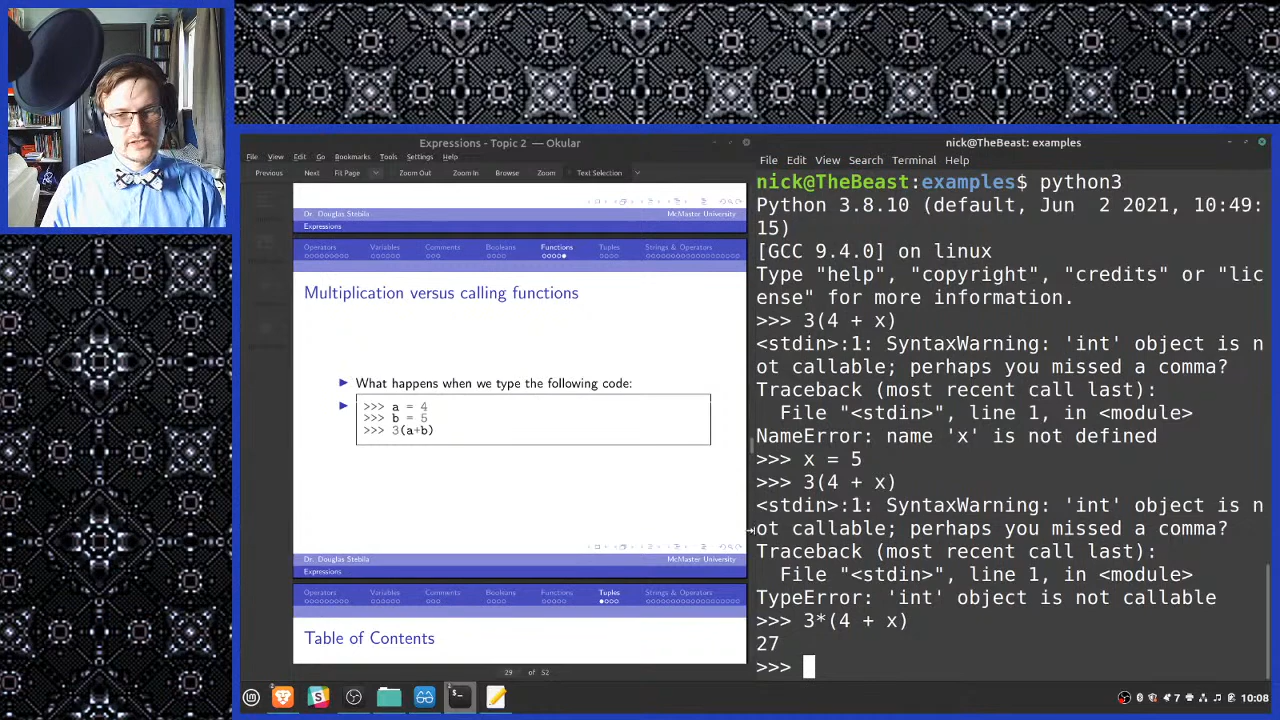 Expressions - Topic 2 — Okular
File View Edit Go Bookmarks Tools Settings Help
Previous Next Fit Page Zoom Out Zoom In Browse Zoom Text Selection
Dr. Douglas Stebila McMaster University
Expressions
Operators Variables Comments Booleans Functions Tuples Strings & Operators
Multiplication versus calling functions
What happens when we type the following code:
>>> a = 4
>>> b = 5
>>> 3(a+b)
Dr. Douglas Stebila McMaster University
Expressions
Operators Variables Comments Booleans Functions Tuples Strings & Operators
Table of Contents
29 of 52
nick@TheBeast: examples
File Edit View Search Terminal Help
nick@TheBeast:examples$ python3
Python 3.8.10 (default, Jun  2 2021, 10:49:
15)
[GCC 9.4.0] on linux
Type "help", "copyright", "credits" or "lic
ense" for more information.
>>> 3(4 + x)
<stdin>:1: SyntaxWarning: 'int' object is n
ot callable; perhaps you missed a comma?
Traceback (most recent call last):
  File "<stdin>", line 1, in <module>
NameError: name 'x' is not defined
>>> x = 5
>>> 3(4 + x)
<stdin>:1: SyntaxWarning: 'int' object is n
ot callable; perhaps you missed a comma?
Traceback (most recent call last):
  File "<stdin>", line 1, in <module>
TypeError: 'int' object is not callable
>>> 3*(4 + x)
27
>>>
7 10:08